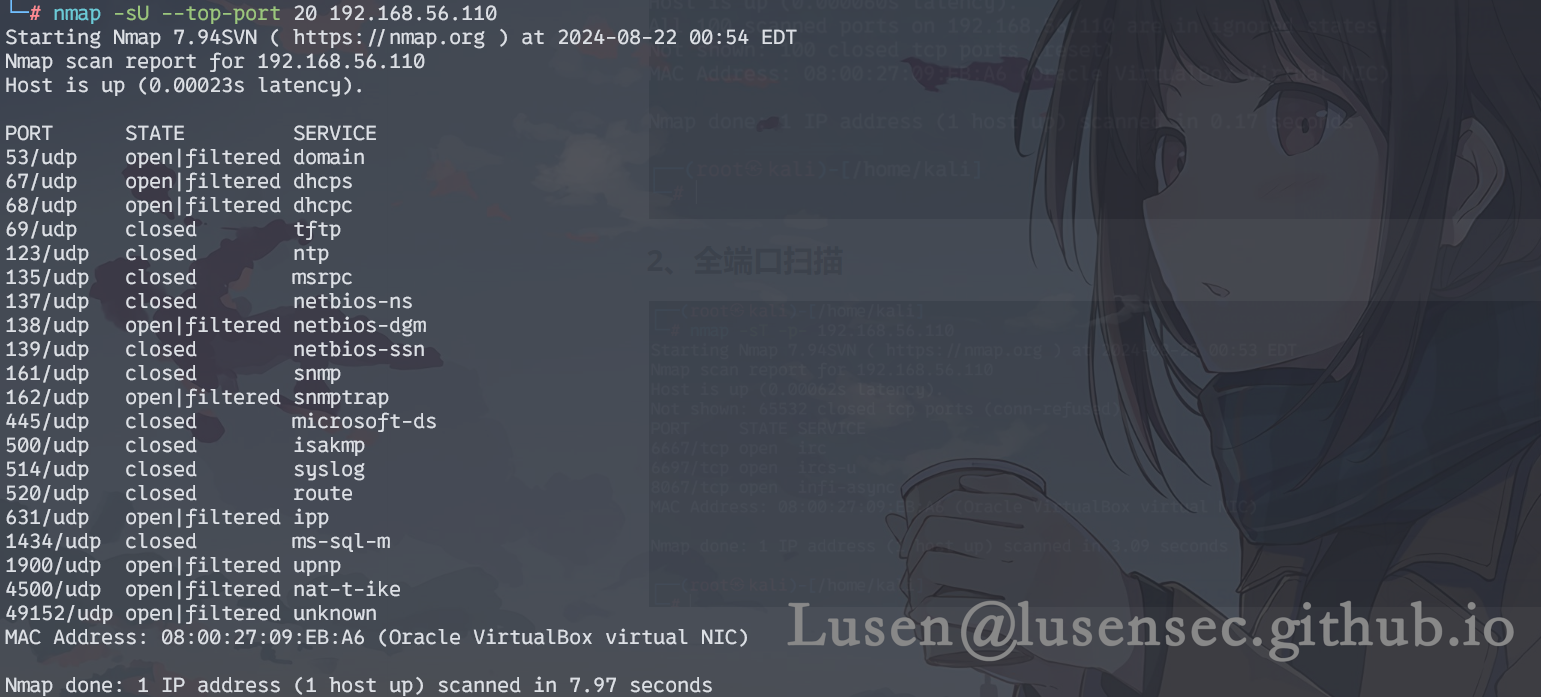 └─# nmap -sU --top-port 20 192.168.56.110
Starting Nmap 7.94SVN ( https://nmap.org ) at 2024-08-22 00:54 EDT
Nmap scan report for 192.168.56.110
Host is up (0.00023s latency).
PORT STATE SERVICE
53/udp open|filtered domain
67/udp open|filtered dhcps
68/udp open|filtered dhcpc
69/udp closed tftp
123/udp closed ntp
135/udp closed msrpc
137/udp closed netbios-ns
138/udp open|filtered netbios-dgm
139/udp closed netbios-ssn
161/udp closed snmp
162/udp open|filtered snmptrap
445/udp closed microsoft-ds
500/udp closed isakmp
514/udp closed syslog
520/udp closed route
631/udp open|filtered ipp
1434/udp closed ms-sql-m
1900/udp open|filtered upnp
4500/udp open|filtered nat-t-ike
49152/udp open|filtered unknown
MAC Address: 08:00:27:09:EB:A6 (Oracle VirtualBox virtual NIC)
Nmap done: 1 IP address (1 host up) scanned in 7.97 seconds
Host is up (0.000060s latency).
scanned ports on 192.168.56.110 are in ignored states.
closed tcp ports
MAC Address: 08:00:27:09:EB:A6 (Oracle VirtualBox virtual NIC)
Nmap done: 1 IP address (1 host up) scanned in 0.17 seconds
(root㉿kali)-[/home/kali]
2、全端口扫描
(root㉿kali)-[/home/kali]
# nmap -sT -p- 192.168.56.110
Starting Nmap 7.94SVN ( https://nmap.org ) at 00:53 EDT
Nmap scan report for 192.168.56.110
Host is up (0.00062s latency).
Not shown: 65532 closed tcp ports (conn-refused)
PORT STATE SERVICE
6667/tcp open irc
6697/tcp open ircs-u
8067/tcp open infi-async
MAC Address: 08:00:27:09:EB:A6 (Oracle VirtualBox virtual NIC)
Nmap done: 1 IP address (1 host up) scanned in 3.09 seconds
(root㉿kali)-[/home/kali]
Lusen@lusensec.github.io